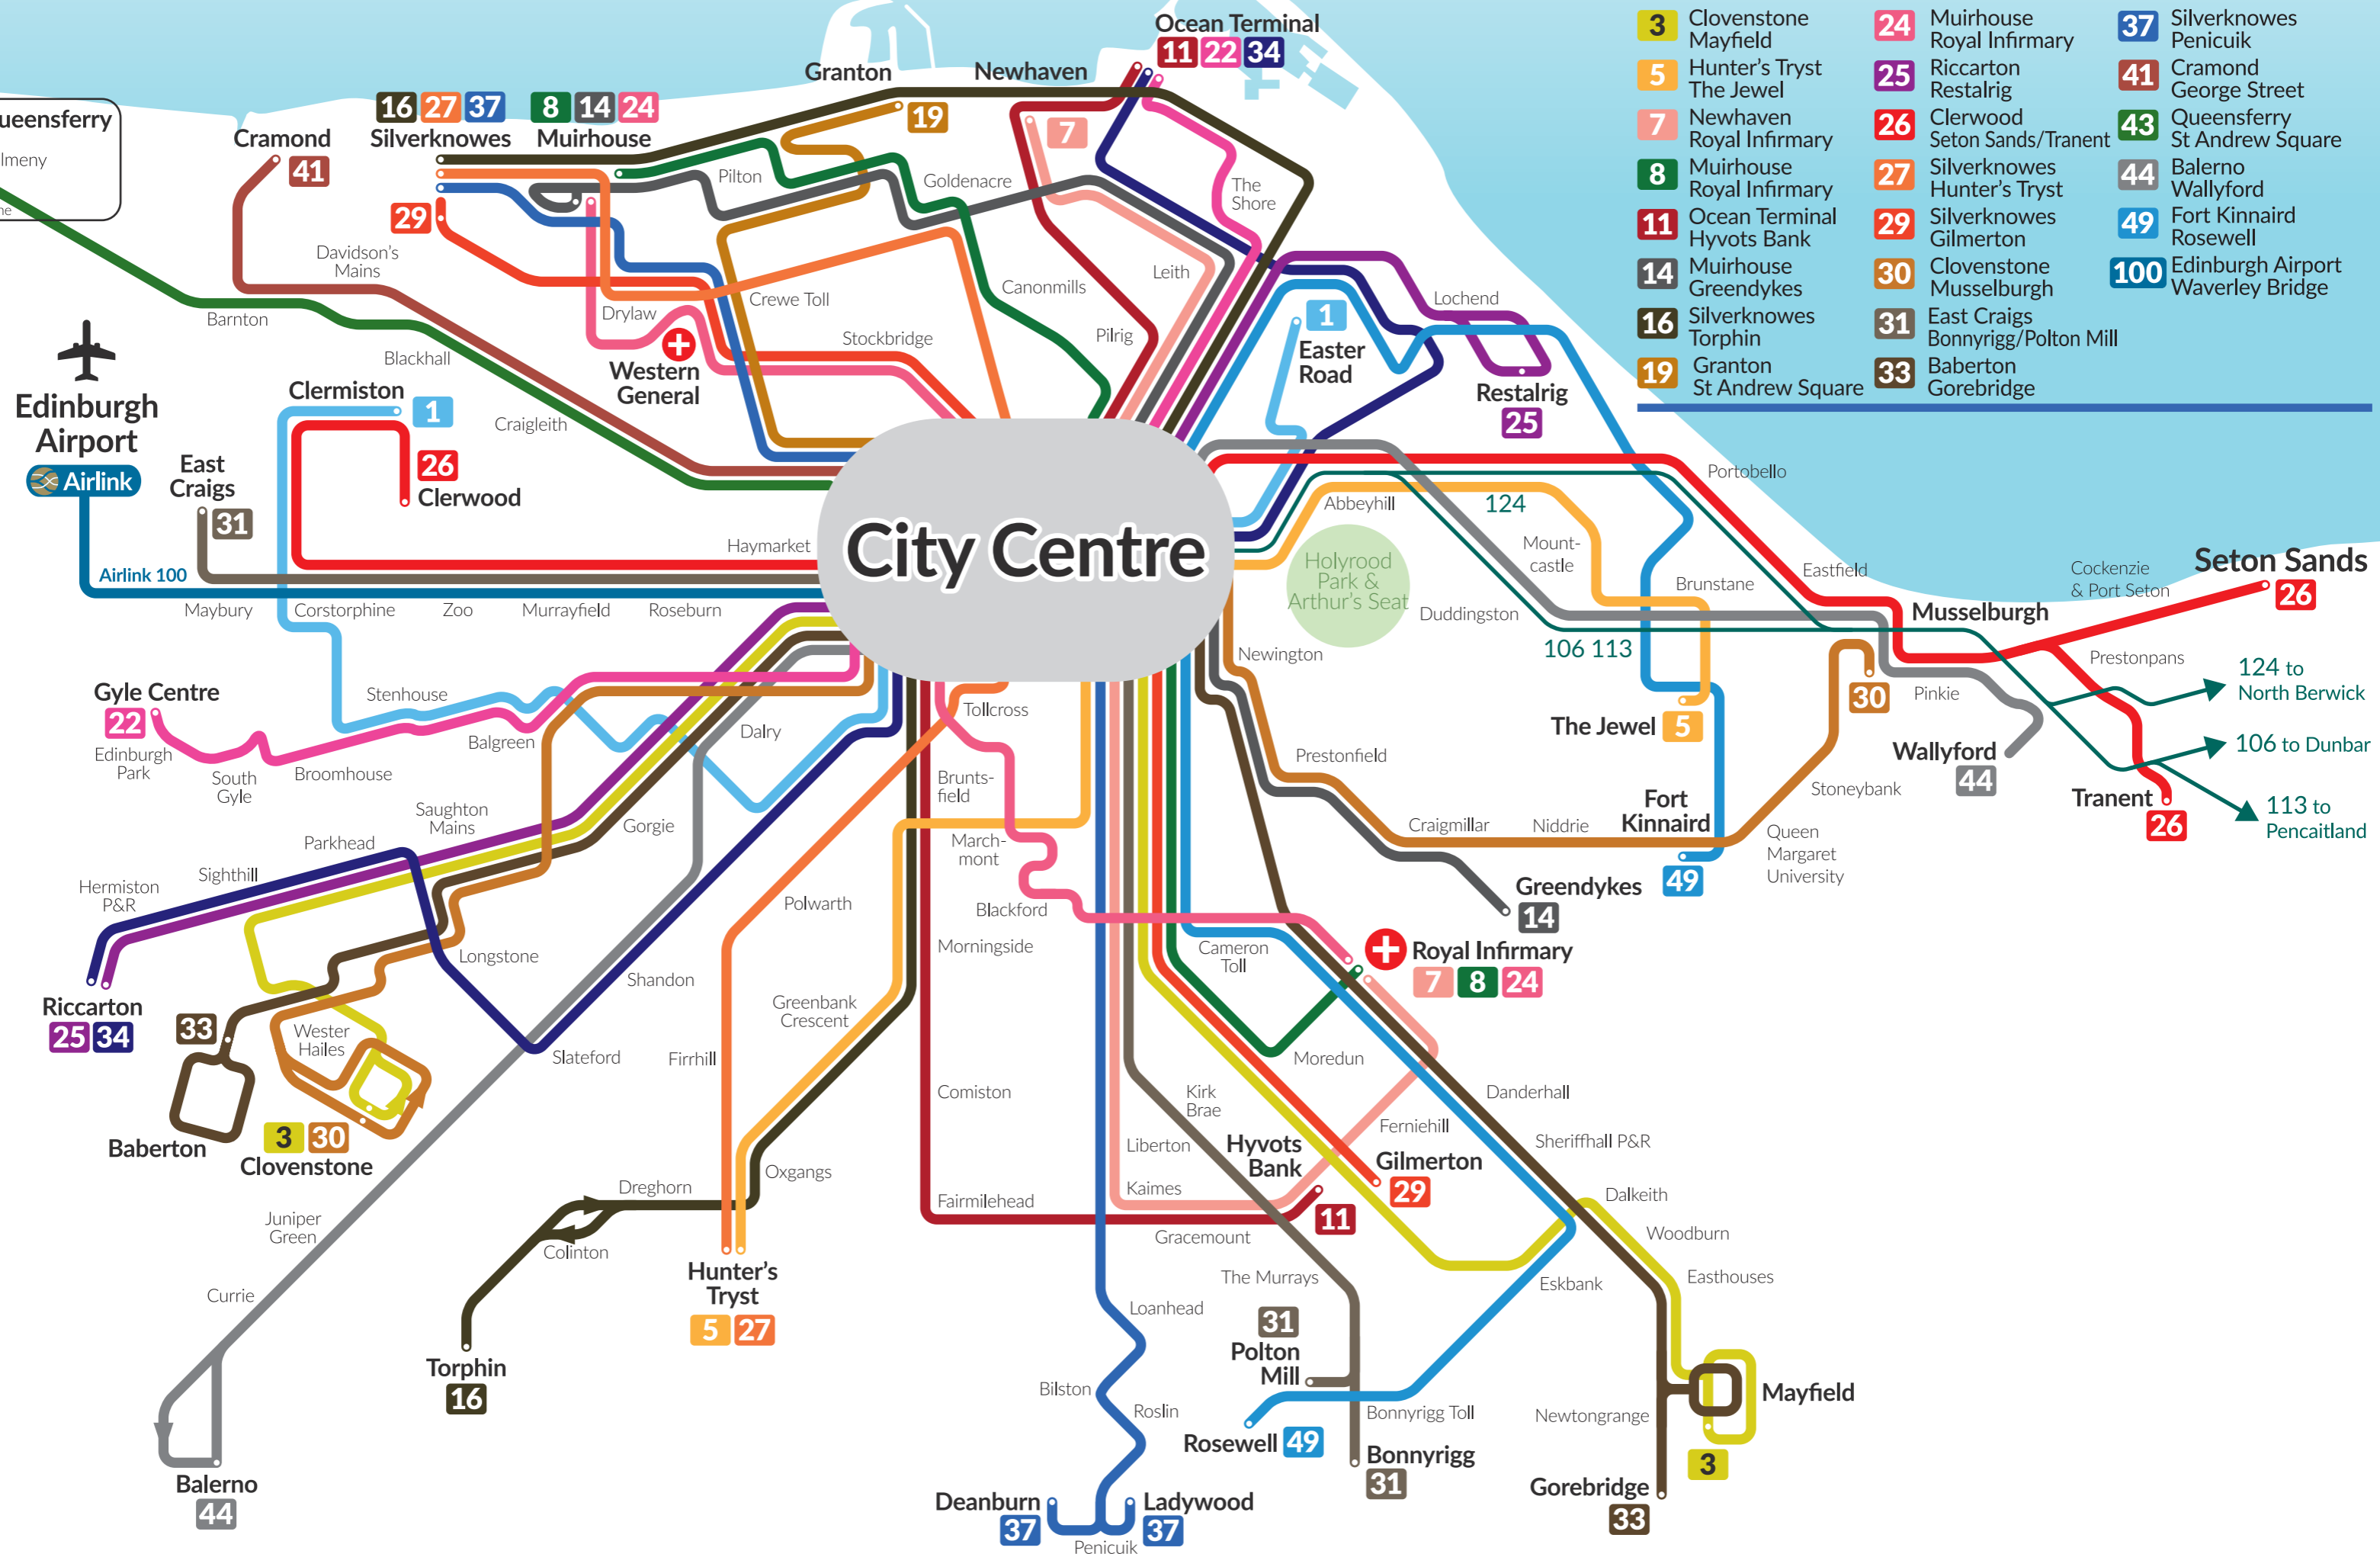 Ocean Terminal
11 22 34
Granton
Newhaven
19
7
16 27 37
Silverknowes
8 14 24
Muirhouse
Cramond
41
29
ueensferry
lmeny
ne
Pilton
Goldenacre
The
Shore
Davidson's
Mains
Barnton
Blackhall
Craigleith
Drylaw
Crewe Toll
Canonmills
Leith
Pilrig
Stockbridge
Western
General
1
Easter
Road
Lochend
Restalrig
25
3 Clovenstone
Mayfield
5 Hunter's Tryst
The Jewel
7 Newhaven
Royal Infirmary
8 Muirhouse
Royal Infirmary
11 Ocean Terminal
Hyvots Bank
14 Muirhouse
Greendykes
16 Silverknowes
Torphin
19 Granton
St Andrew Square
24 Muirhouse
Royal Infirmary
25 Riccarton
Restalrig
26 Clerwood
Seton Sands/Tranent
27 Silverknowes
Hunter's Tryst
29 Silverknowes
Gilmerton
30 Clovenstone
Musselburgh
31 East Craigs
Bonnyrigg/Polton Mill
33 Baberton
Gorebridge
37 Silverknowes
Penicuik
41 Cramond
George Street
43 Queensferry
St Andrew Square
44 Balerno
Wallyford
49 Fort Kinnaird
Rosewell
100 Edinburgh Airport
Waverley Bridge
Edinburgh
Airport
Airlink
East
Craigs
31
Clermiston
1
26
Clerwood
Airlink 100
Haymarket
Maybury
Corstorphine
Zoo
Murrayfield
Roseburn
City Centre
Abbeyhill
124
Holyrood
Park &
Arthur's Seat
Mount-
castle
Duddingston
106 113
Brunstane
Portobello
Eastfield
Musselburgh
Cockenzie
& Port Seton
Seton Sands
26
Prestonpans
124 to
North Berwick
106 to Dunbar
113 to
Pencaitland
Pinkie
30
Wallyford
44
Tranent
26
Stoneybank
The Jewel 5
Fort
Kinnaird
49
Queen
Margaret
University
Newington
Prestonfield
Craigmillar
Niddrie
Greendykes
14
Gyle Centre
22
Edinburgh
Park
South
Gyle
Broomhouse
Stenhouse
Balgreen
Dalry
Gorgie
Saughton
Mains
Parkhead
Sighthill
Hermiston
P&R
Riccarton
25 34
33
Baberton
Wester
Hailes
3 30
Clovenstone
Longstone
Shandon
Slateford
Juniper
Green
Currie
Balerno
44
Tollcross
Brunts-
field
March-
mont
Blackford
Polwarth
Morningside
Greenbank
Crescent
Firrhill
Comiston
Oxgangs
Dreghorn
Colinton
Torphin
16
Hunter's
Tryst
5 27
Fairmilehead
Cameron
Toll
Royal Infirmary
7 8 24
Moredun
Kirk
Brae
Liberton
Kaimes
Hyvots
Bank
11
Gracemount
Ferniehill
Gilmerton
29
Danderhall
Sheriffhall P&R
Dalkeith
Woodburn
Easthouses
Eskbank
The Murrays
31
Polton
Mill
Loanhead
Bilston
Roslin
Rosewell 49
Bonnyrigg Toll
Bonnyrigg
31
Deanburn
37
Ladywood
37
Penicuik
Newtongrange
Mayfield
3
Gorebridge
33